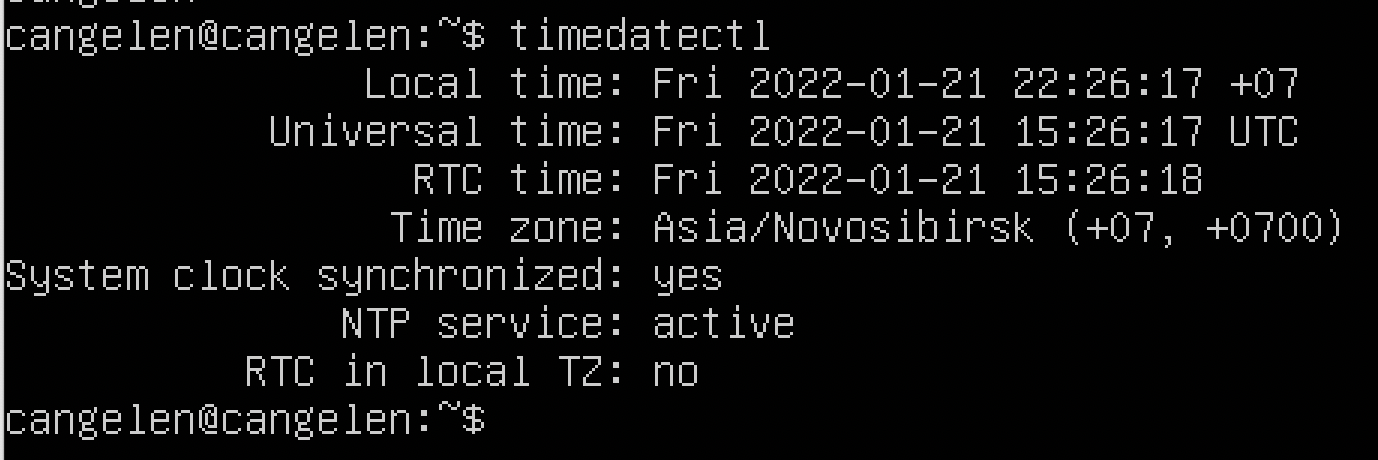 cangelen@cangelen:~$ timedatectl
Local time: Fri 2022-01-21 22:26:17 +07
Universal time: Fri 2022-01-21 15:26:17 UTC
RTC time: Fri 2022-01-21 15:26:18
Time zone: Asia/Novosibirsk (+07, +0700)
System clock synchronized: yes
NTP service: active
RTC in local TZ: no
cangelen@cangelen:~$